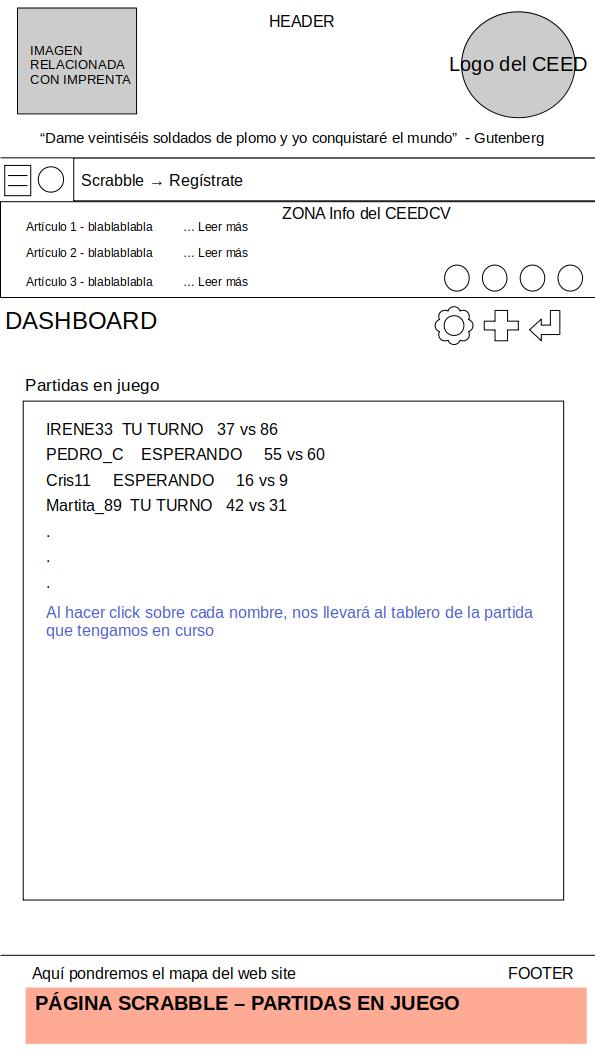 HEADER
IMAGEN
RELACIONADA
CON IMPRENTA
Logo del CEED
“Dame veintiséis soldados de plomo y yo conquistaré el mundo” - Gutenberg
Scrabble → Regístrate
ZONA Info del CEEDCV
Artículo 1 - blablablabla ... Leer más
Artículo 2 - blablablabla ... Leer más
Artículo 3 - blablablabla ... Leer más
DASHBOARD
Partidas en juego
IRENE33 TU TURNO 37 vs 86
PEDRO_C ESPERANDO 55 vs 60
Cris11 ESPERANDO 16 vs 9
Martita_89 TU TURNO 42 vs 31
.
.
.
Al hacer click sobre cada nombre, nos llevará al tablero de la partida
que tengamos en curso
Aquí pondremos el mapa del web site FOOTER
PÁGINA SCRABBLE – PARTIDAS EN JUEGO